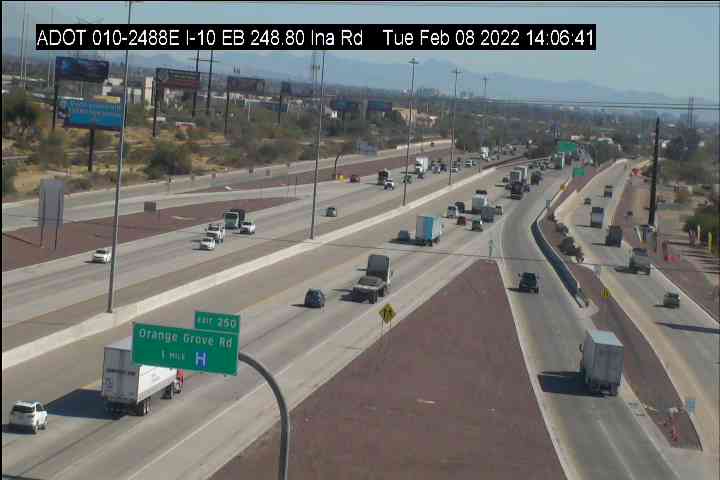 ADOT 010-2488E I-10 EB 248.80 Ina Rd Tue Feb 08 2022 14:06:41
EXIT 250
Orange Grove Rd
1 MILE H